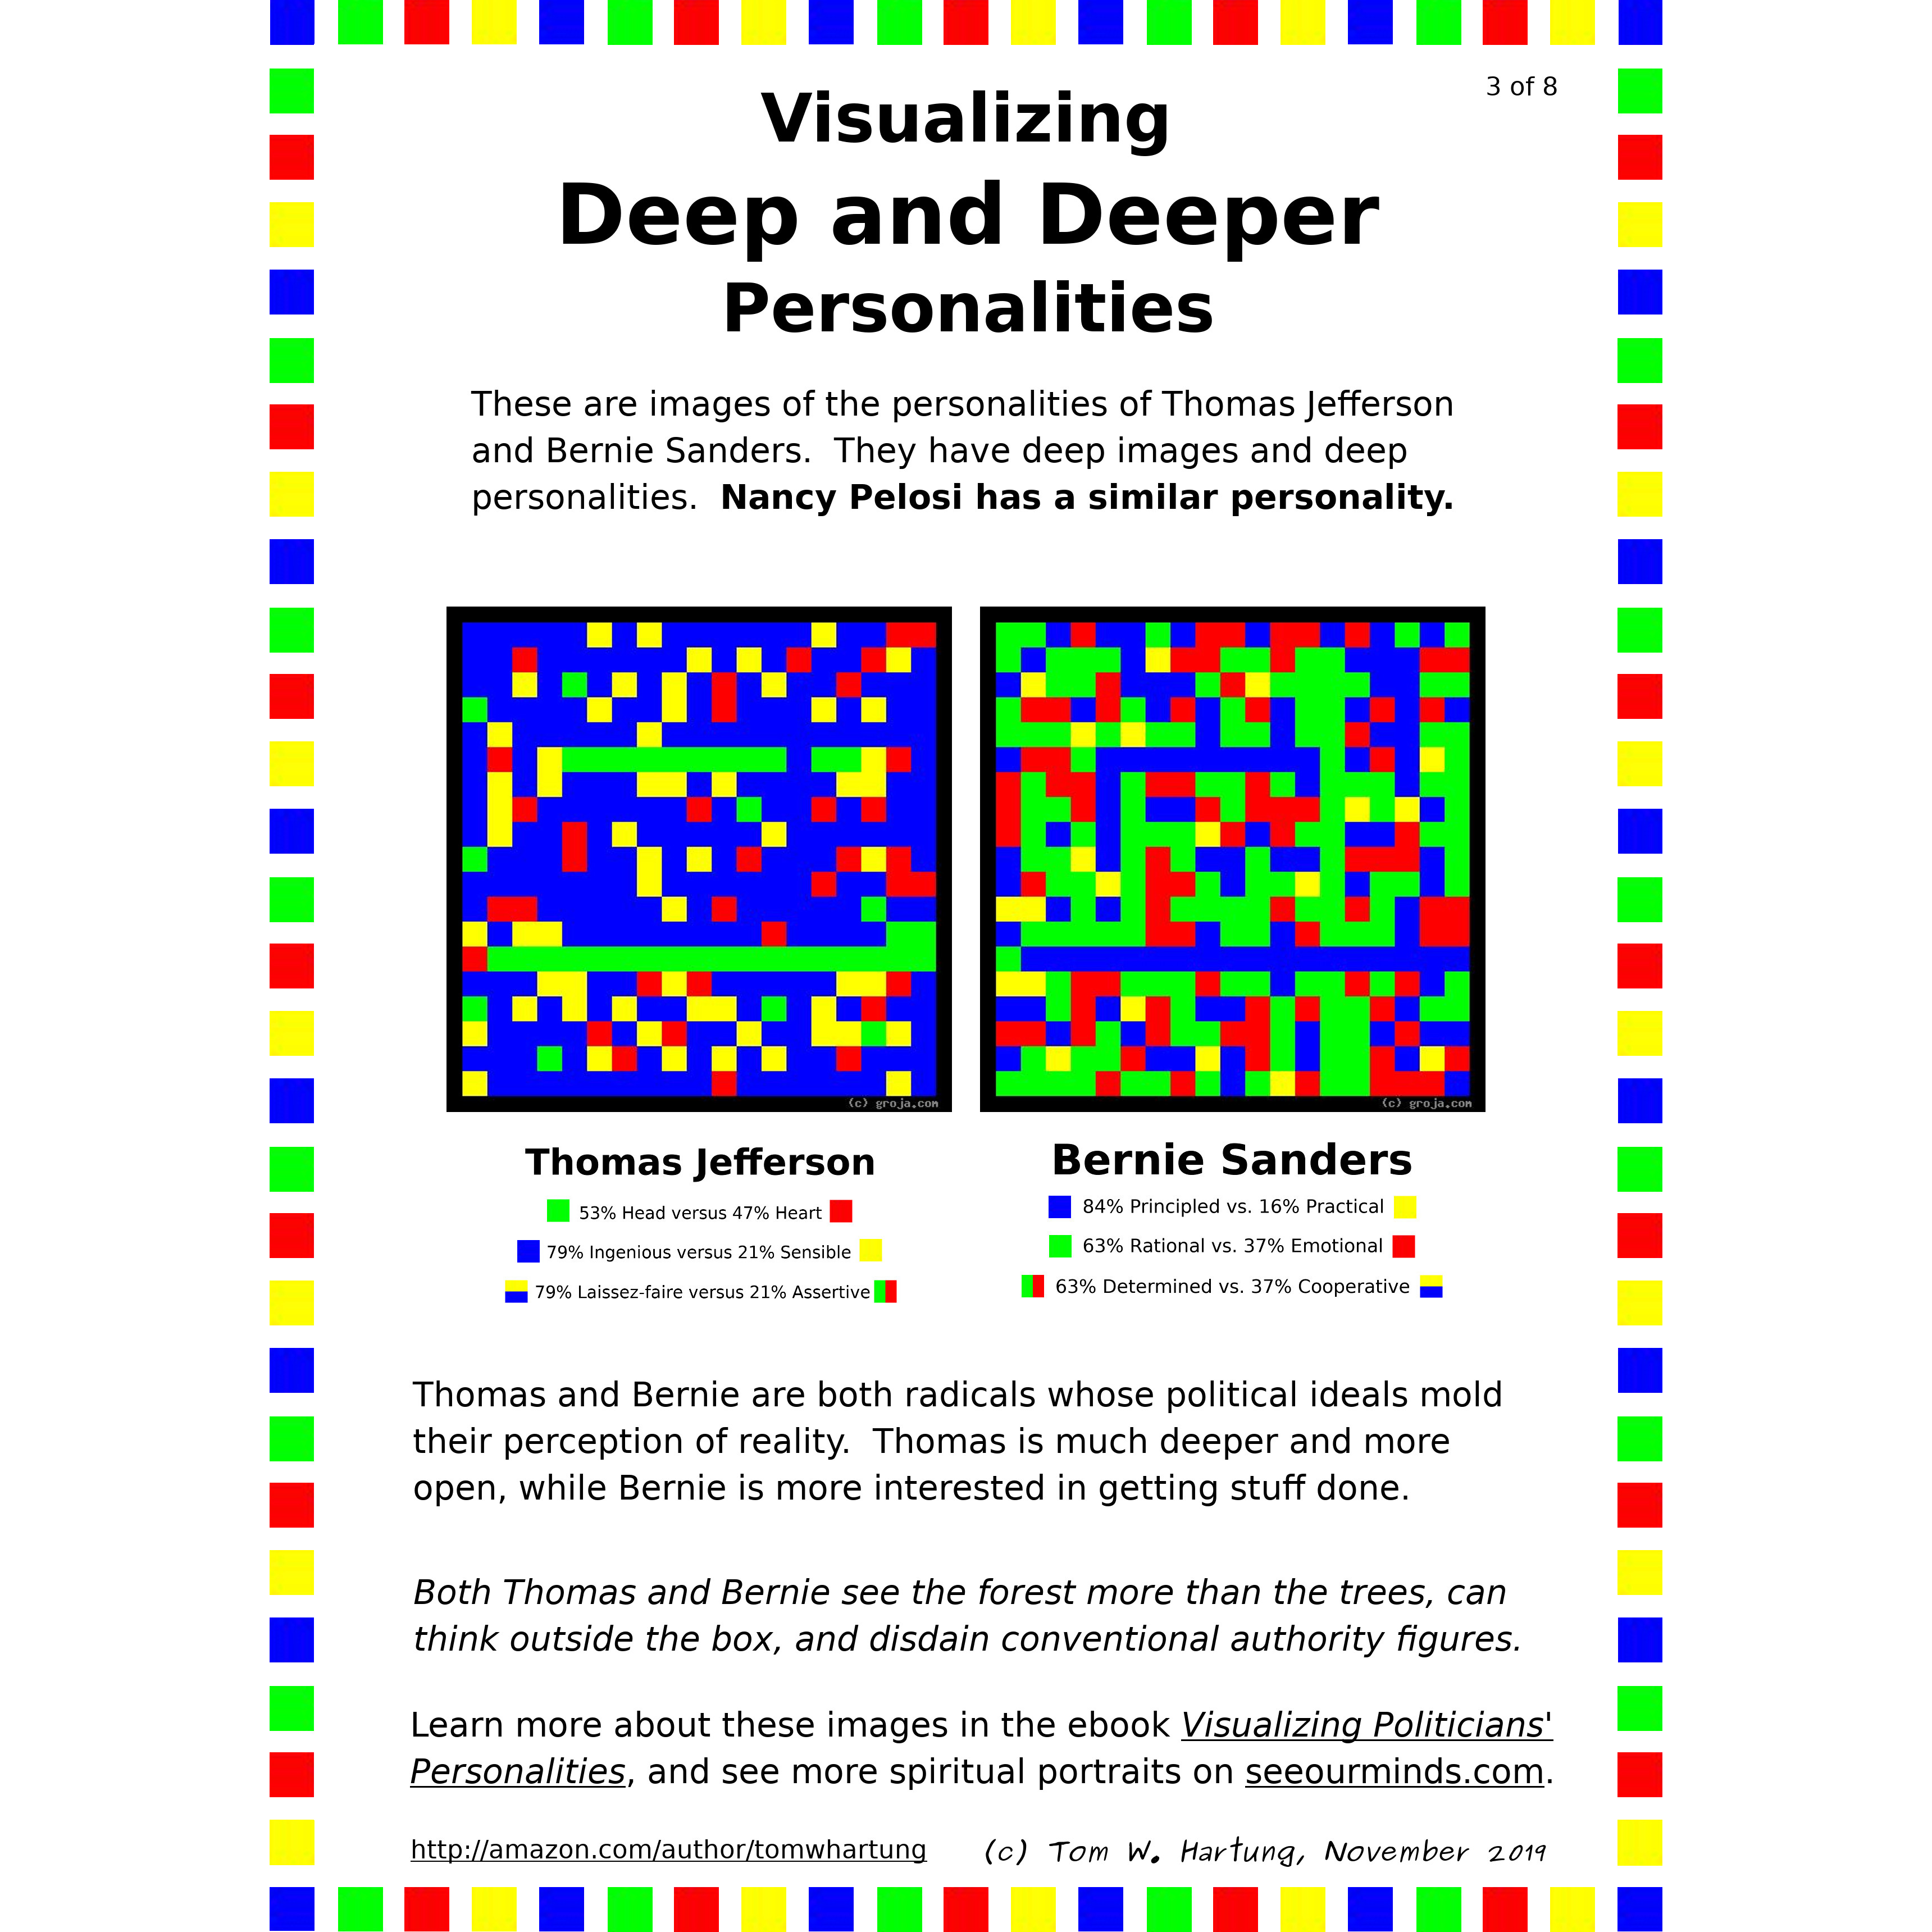 3 of 8
Visualizing
Deep and Deeper
Personalities
These are images of the personalities of Thomas Jefferson
and Bernie Sanders.  They have deep images and deep
personalities.  Nancy Pelosi has a similar personality.
(c) groja.com
(c) groja.com
Thomas Jefferson
53% Head versus 47% Heart
79% Ingenious versus 21% Sensible
79% Laissez-faire versus 21% Assertive
Bernie Sanders
84% Principled vs. 16% Practical
63% Rational vs. 37% Emotional
63% Determined vs. 37% Cooperative
Thomas and Bernie are both radicals whose political ideals mold
their perception of reality.  Thomas is much deeper and more
open, while Bernie is more interested in getting stuff done.
Both Thomas and Bernie see the forest more than the trees, can
think outside the box, and disdain conventional authority figures.
Learn more about these images in the ebook Visualizing Politicians'
Personalities, and see more spiritual portraits on seeourminds.com.
http://amazon.com/author/tomwhartung
(c) Tom W. Hartung, November 2019